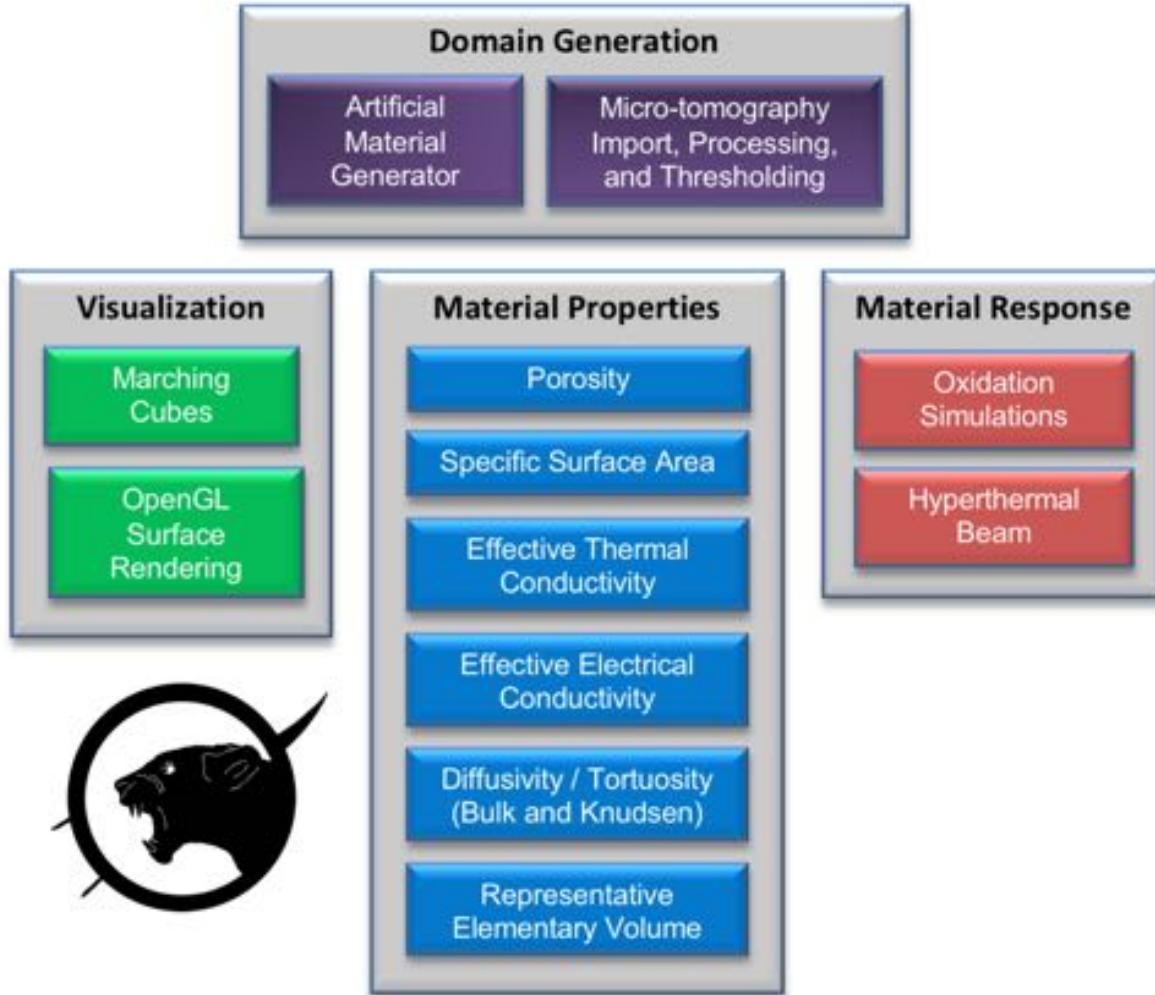 Domain Generation
Artificial
Material
Generator
Micro-tomography
Import, Processing,
and Thresholding
Visualization
Marching
Cubes
OpenGL
Surface
Rendering
Material Properties
Porosity
Specific Surface Area
Effective Thermal
Conductivity
Effective Electrical
Conductivity
Diffusivity / Tortuosity
(Bulk and Knudsen)
Representative
Elementary Volume
Material Response
Oxidation
Simulations
Hyperthermal
Beam